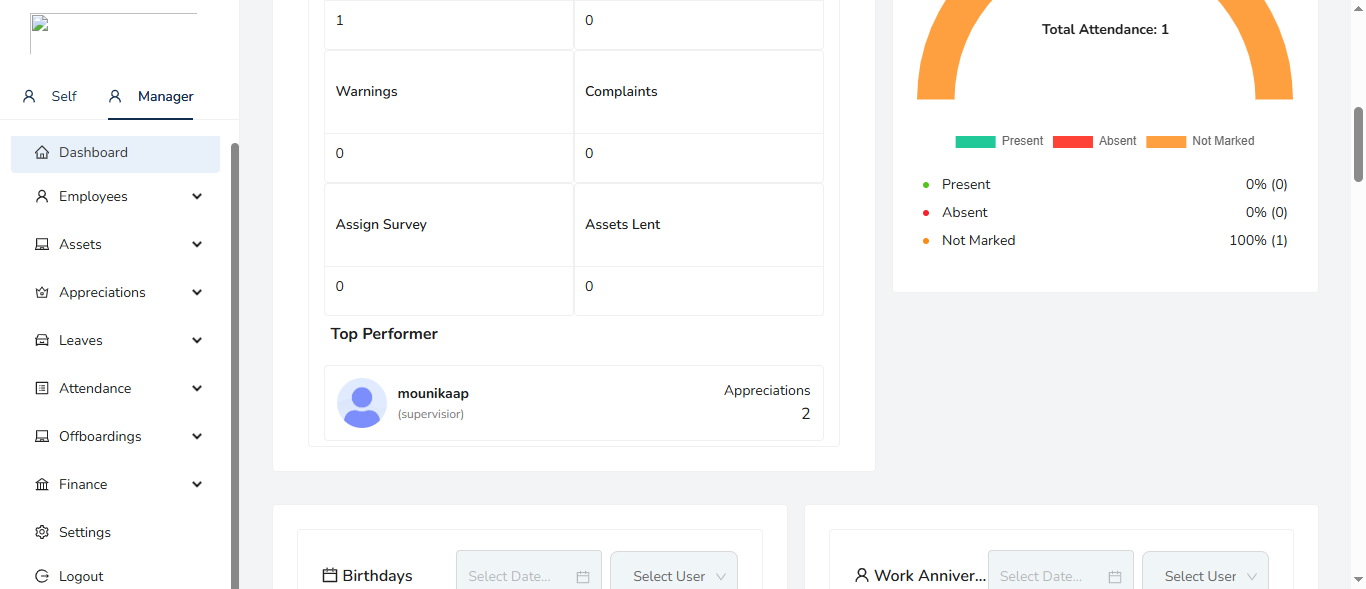 Self
Manager
Dashboard
Employees
Assets
Appreciations
Leaves
Attendance
Offboardings
Finance
Settings
Logout
1 0
Warnings Complaints
0 0
Assign Survey Assets Lent
0 0
Top Performer
mounikaap
(supervisior)
Appreciations
2
Total Attendance: 1
Present Absent Not Marked
Present 0% (0)
Absent 0% (0)
Not Marked 100% (1)
Birthdays Select Date... Select User
Work Anniver... Select Date... Select User